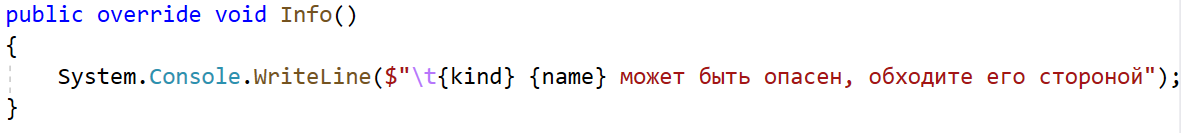 public override void Info()
{
    System.Console.WriteLine($"\t{kind} {name} может быть опасен, обходите его стороной");
}